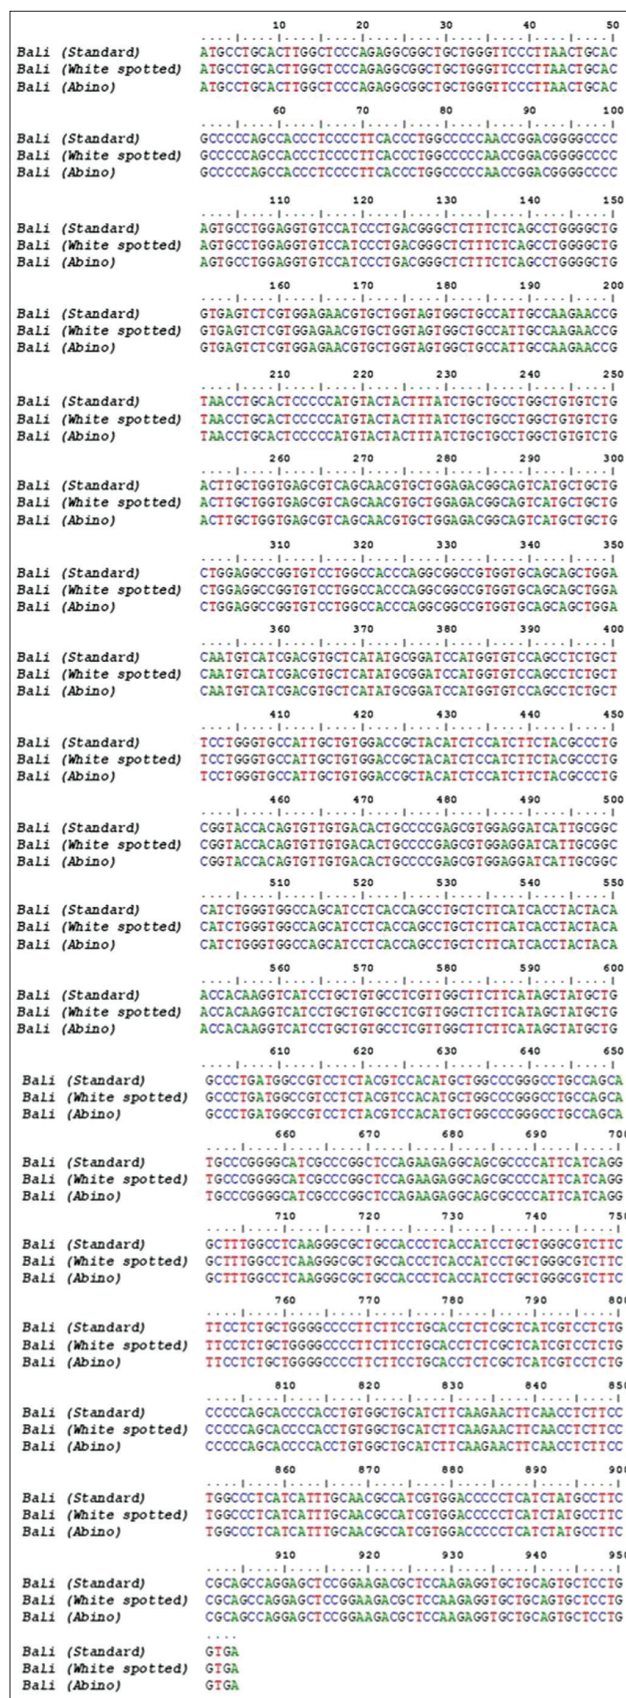 10 20 30 40 50
....|....|....|....|....|....|....|....|....|....|
Bali (Standard) ATGCCTGCACTTGGCTCCCAGAGGCGGCTGCTGGGTTCCCTTAACTGCAC
Bali (White spotted) ATGCCTGCACTTGGCTCCCAGAGGCGGCTGCTGGGTTCCCTTAACTGCAC
Bali (Abino) ATGCCTGCACTTGGCTCCCAGAGGCGGCTGCTGGGTTCCCTTAACTGCAC
60 70 80 90 100
....|....|....|....|....|....|....|....|....|....|
Bali (Standard) GCCCCCAGCCACCCTCCCCTTCACCCTGGCCCCCAACCGGACGGGGCCCC
Bali (White spotted) GCCCCCAGCCACCCTCCCCTTCACCCTGGCCCCCAACCGGACGGGGCCCC
Bali (Abino) GCCCCCAGCCACCCTCCCCTTCACCCTGGCCCCCAACCGGACGGGGCCCC
110 120 130 140 150
....|....|....|....|....|....|....|....|....|....|
Bali (Standard) AGTGCCTGGAGGTGTCCATCCCTGACGGGCTCTTTCTCAGCCTGGGGCTG
Bali (White spotted) AGTGCCTGGAGGTGTCCATCCCTGACGGGCTCTTTCTCAGCCTGGGGCTG
Bali (Abino) AGTGCCTGGAGGTGTCCATCCCTGACGGGCTCTTTCTCAGCCTGGGGCTG
160 170 180 190 200
....|....|....|....|....|....|....|....|....|....|
Bali (Standard) GTGAGTCTCGTGGAGAACGTGCTGGTAGTGGCTGCCATTGCCAAGAACCG
Bali (White spotted) GTGAGTCTCGTGGAGAACGTGCTGGTAGTGGCTGCCATTGCCAAGAACCG
Bali (Abino) GTGAGTCTCGTGGAGAACGTGCTGGTAGTGGCTGCCATTGCCAAGAACCG
210 220 230 240 250
....|....|....|....|....|....|....|....|....|....|
Bali (Standard) TAACCTGCACTCCCCCATGTACTACTTTATCTGCTGCCTGGCTGTGTCTG
Bali (White spotted) TAACCTGCACTCCCCCATGTACTACTTTATCTGCTGCCTGGCTGTGTCTG
Bali (Abino) TAACCTGCACTCCCCCATGTACTACTTTATCTGCTGCCTGGCTGTGTCTG
260 270 280 290 300
....|....|....|....|....|....|....|....|....|....|
Bali (Standard) ACTTGCTGGTGAGCGTCAGCAACGTGCTGGAGACGGCAGTCATGCTGCTG
Bali (White spotted) ACTTGCTGGTGAGCGTCAGCAACGTGCTGGAGACGGCAGTCATGCTGCTG
Bali (Abino) ACTTGCTGGTGAGCGTCAGCAACGTGCTGGAGACGGCAGTCATGCTGCTG
310 320 330 340 350
....|....|....|....|....|....|....|....|....|....|
Bali (Standard) CTGGAGGCCGGTGTCCTGGCCACCCAGGCGGCCGTGGTGCAGCAGCTGGA
Bali (White spotted) CTGGAGGCCGGTGTCCTGGCCACCCAGGCGGCCGTGGTGCAGCAGCTGGA
Bali (Abino) CTGGAGGCCGGTGTCCTGGCCACCCAGGCGGCCGTGGTGCAGCAGCTGGA
360 370 380 390 400
....|....|....|....|....|....|....|....|....|....|
Bali (Standard) CAATGTCATCGACGTGCTCATATGCGGATCCATGGTGTCCAGCCTCTGCT
Bali (White spotted) CAATGTCATCGACGTGCTCATATGCGGATCCATGGTGTCCAGCCTCTGCT
Bali (Abino) CAATGTCATCGACGTGCTCATATGCGGATCCATGGTGTCCAGCCTCTGCT
410 420 430 440 450
....|....|....|....|....|....|....|....|....|....|
Bali (Standard) TCCTGGGTGCCATTGCTGTGGACCGCTACATCTCCATCTTCTACGCCCTG
Bali (White spotted) TCCTGGGTGCCATTGCTGTGGACCGCTACATCTCCATCTTCTACGCCCTG
Bali (Abino) TCCTGGGTGCCATTGCTGTGGACCGCTACATCTCCATCTTCTACGCCCTG
460 470 480 490 500
....|....|....|....|....|....|....|....|....|....|
Bali (Standard) CGGTACCACAGTGTTGTGACACTGCCCCGAGCGTGGAGGATCATTGCGGC
Bali (White spotted) CGGTACCACAGTGTTGTGACACTGCCCCGAGCGTGGAGGATCATTGCGGC
Bali (Abino) CGGTACCACAGTGTTGTGACACTGCCCCGAGCGTGGAGGATCATTGCGGC
510 520 530 540 550
....|....|....|....|....|....|....|....|....|....|
Bali (Standard) CATCTGGGTGGCCAGCATCCTCACCAGCCTGCTCTTCATCACCTACTACA
Bali (White spotted) CATCTGGGTGGCCAGCATCCTCACCAGCCTGCTCTTCATCACCTACTACA
Bali (Abino) CATCTGGGTGGCCAGCATCCTCACCAGCCTGCTCTTCATCACCTACTACA
560 570 580 590 600
....|....|....|....|....|....|....|....|....|....|
Bali (Standard) ACCACAAGGTCATCCTGCTGTGCCTCGTTGGCTTCTTCATAGCTATGCTG
Bali (White spotted) ACCACAAGGTCATCCTGCTGTGCCTCGTTGGCTTCTTCATAGCTATGCTG
Bali (Abino) ACCACAAGGTCATCCTGCTGTGCCTCGTTGGCTTCTTCATAGCTATGCTG
610 620 630 640 650
....|....|....|....|....|....|....|....|....|....|
Bali (Standard) GCCCTGATGGCCGTCCTCTACGTCCACATGCTGGCCCGGGCCTGCCAGCA
Bali (White spotted) GCCCTGATGGCCGTCCTCTACGTCCACATGCTGGCCCGGGCCTGCCAGCA
Bali (Abino) GCCCTGATGGCCGTCCTCTACGTCCACATGCTGGCCCGGGCCTGCCAGCA
660 670 680 690 700
....|....|....|....|....|....|....|....|....|....|
Bali (Standard) TGCCCGGGGCATCGCCCGGCTCCAGAAGAGGCAGCGCCCCATTCATCAGG
Bali (White spotted) TGCCCGGGGCATCGCCCGGCTCCAGAAGAGGCAGCGCCCCATTCATCAGG
Bali (Abino) TGCCCGGGGCATCGCCCGGCTCCAGAAGAGGCAGCGCCCCATTCATCAGG
710 720 730 740 750
....|....|....|....|....|....|....|....|....|....|
Bali (Standard) GCTTTGGCCTCAAGGGCGCTGCCACCCTCACCATCCTGCTGGGCGTCTTC
Bali (White spotted) GCTTTGGCCTCAAGGGCGCTGCCACCCTCACCATCCTGCTGGGCGTCTTC
Bali (Abino) GCTTTGGCCTCAAGGGCGCTGCCACCCTCACCATCCTGCTGGGCGTCTTC
760 770 780 790 800
....|....|....|....|....|....|....|....|....|....|
Bali (Standard) TTCCTCTGCTGGGGCCCCTTCTTCCTGCACCTCTCGCTCATCGTCCTCTG
Bali (White spotted) TTCCTCTGCTGGGGCCCCTTCTTCCTGCACCTCTCGCTCATCGTCCTCTG
Bali (Abino) TTCCTCTGCTGGGGCCCCTTCTTCCTGCACCTCTCGCTCATCGTCCTCTG
810 820 830 840 850
....|....|....|....|....|....|....|....|....|....|
Bali (Standard) CCCCCAGCACCCCACCTGTGGCTGCATCTTCAAGAACTTCAACCTCTTCC
Bali (White spotted) CCCCCAGCACCCCACCTGTGGCTGCATCTTCAAGAACTTCAACCTCTTCC
Bali (Abino) CCCCCAGCACCCCACCTGTGGCTGCATCTTCAAGAACTTCAACCTCTTCC
860 870 880 890 900
....|....|....|....|....|....|....|....|....|....|
Bali (Standard) TGGCCCTCATCATTTGCAACGCCATCGTGGACCCCCTCATCTATGCCTTC
Bali (White spotted) TGGCCCTCATCATTTGCAACGCCATCGTGGACCCCCTCATCTATGCCTTC
Bali (Abino) TGGCCCTCATCATTTGCAACGCCATCGTGGACCCCCTCATCTATGCCTTC
910 920 930 940 950
....|....|....|....|....|....|....|....|....|....|
Bali (Standard) CGCAGCCAGGAGCTCCGGAAGACGCTCCAAGAGGTGCTGCAGTGCTCCTG
Bali (White spotted) CGCAGCCAGGAGCTCCGGAAGACGCTCCAAGAGGTGCTGCAGTGCTCCTG
Bali (Abino) CGCAGCCAGGAGCTCCGGAAGACGCTCCAAGAGGTGCTGCAGTGCTCCTG
....
Bali (Standard) GTGA
Bali (White spotted) GTGA
Bali (Abino) GTGA